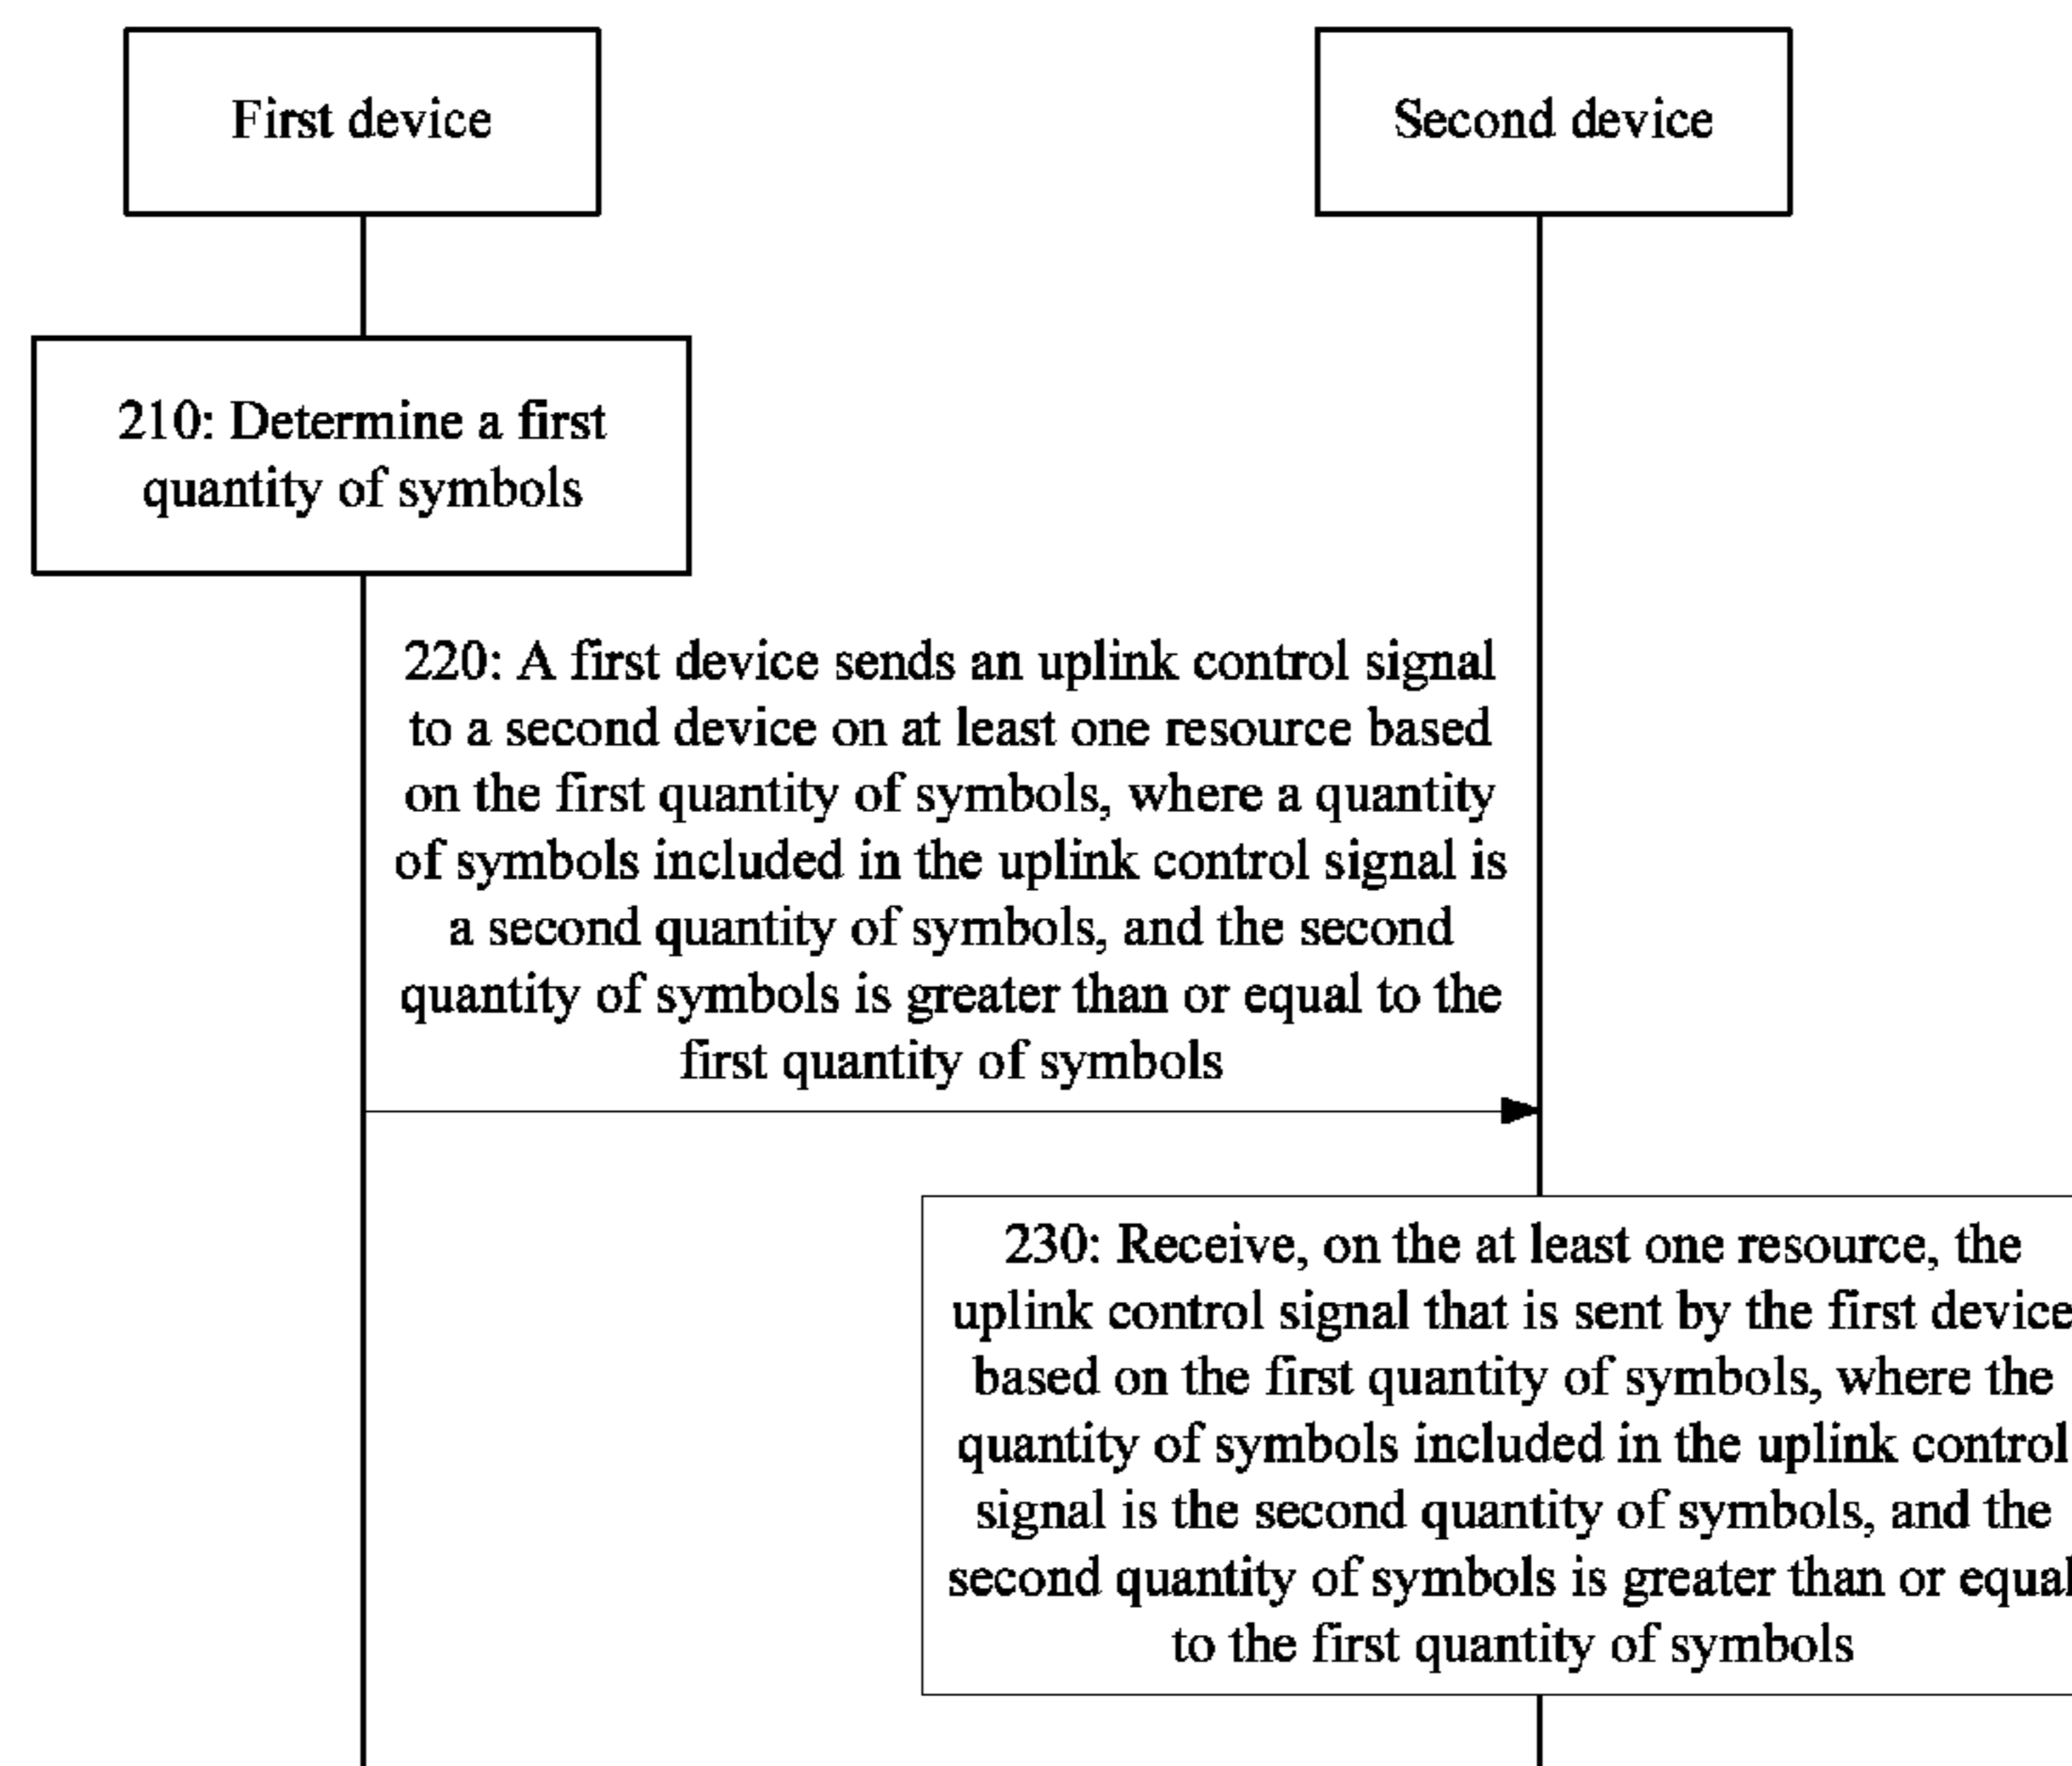 First device
Second device
210: Determine a first
quantity of symbols
220: A first device sends an uplink control signal
to a second device on at least one resource based
on the first quantity of symbols, where a quantity
of symbols included in the uplink control signal is
a second quantity of symbols, and the second
quantity of symbols is greater than or equal to the
first quantity of symbols
230: Receive, on the at least one resource, the
uplink control signal that is sent by the first device
based on the first quantity of symbols, where the
quantity of symbols included in the uplink control
signal is the second quantity of symbols, and the
second quantity of symbols is greater than or equal
to the first quantity of symbols